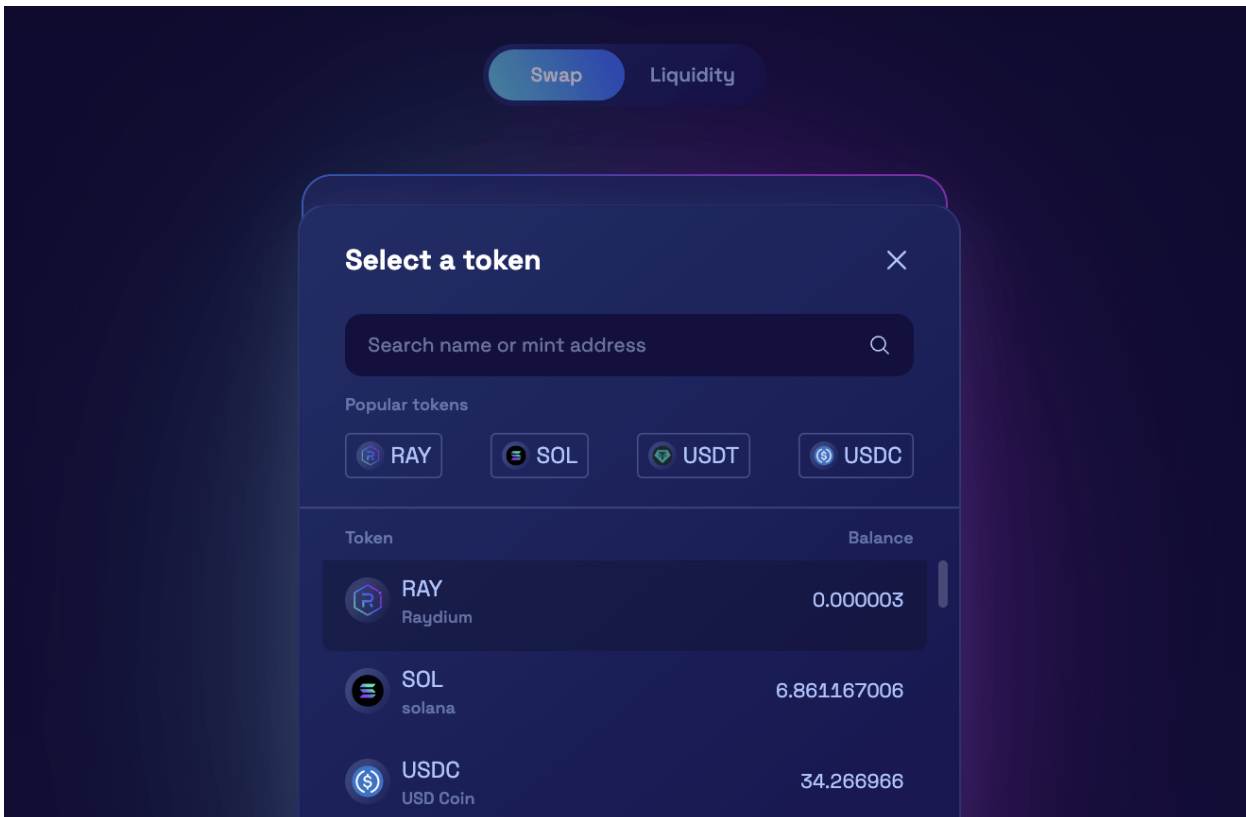 Swap Liquidity
Select a token
Search name or mint address
Popular tokens
RAY SOL USDT USDC
Token Balance
RAY
Raydium
0.000003
SOL
solana
6.861167006
USDC
USD Coin
34.266966